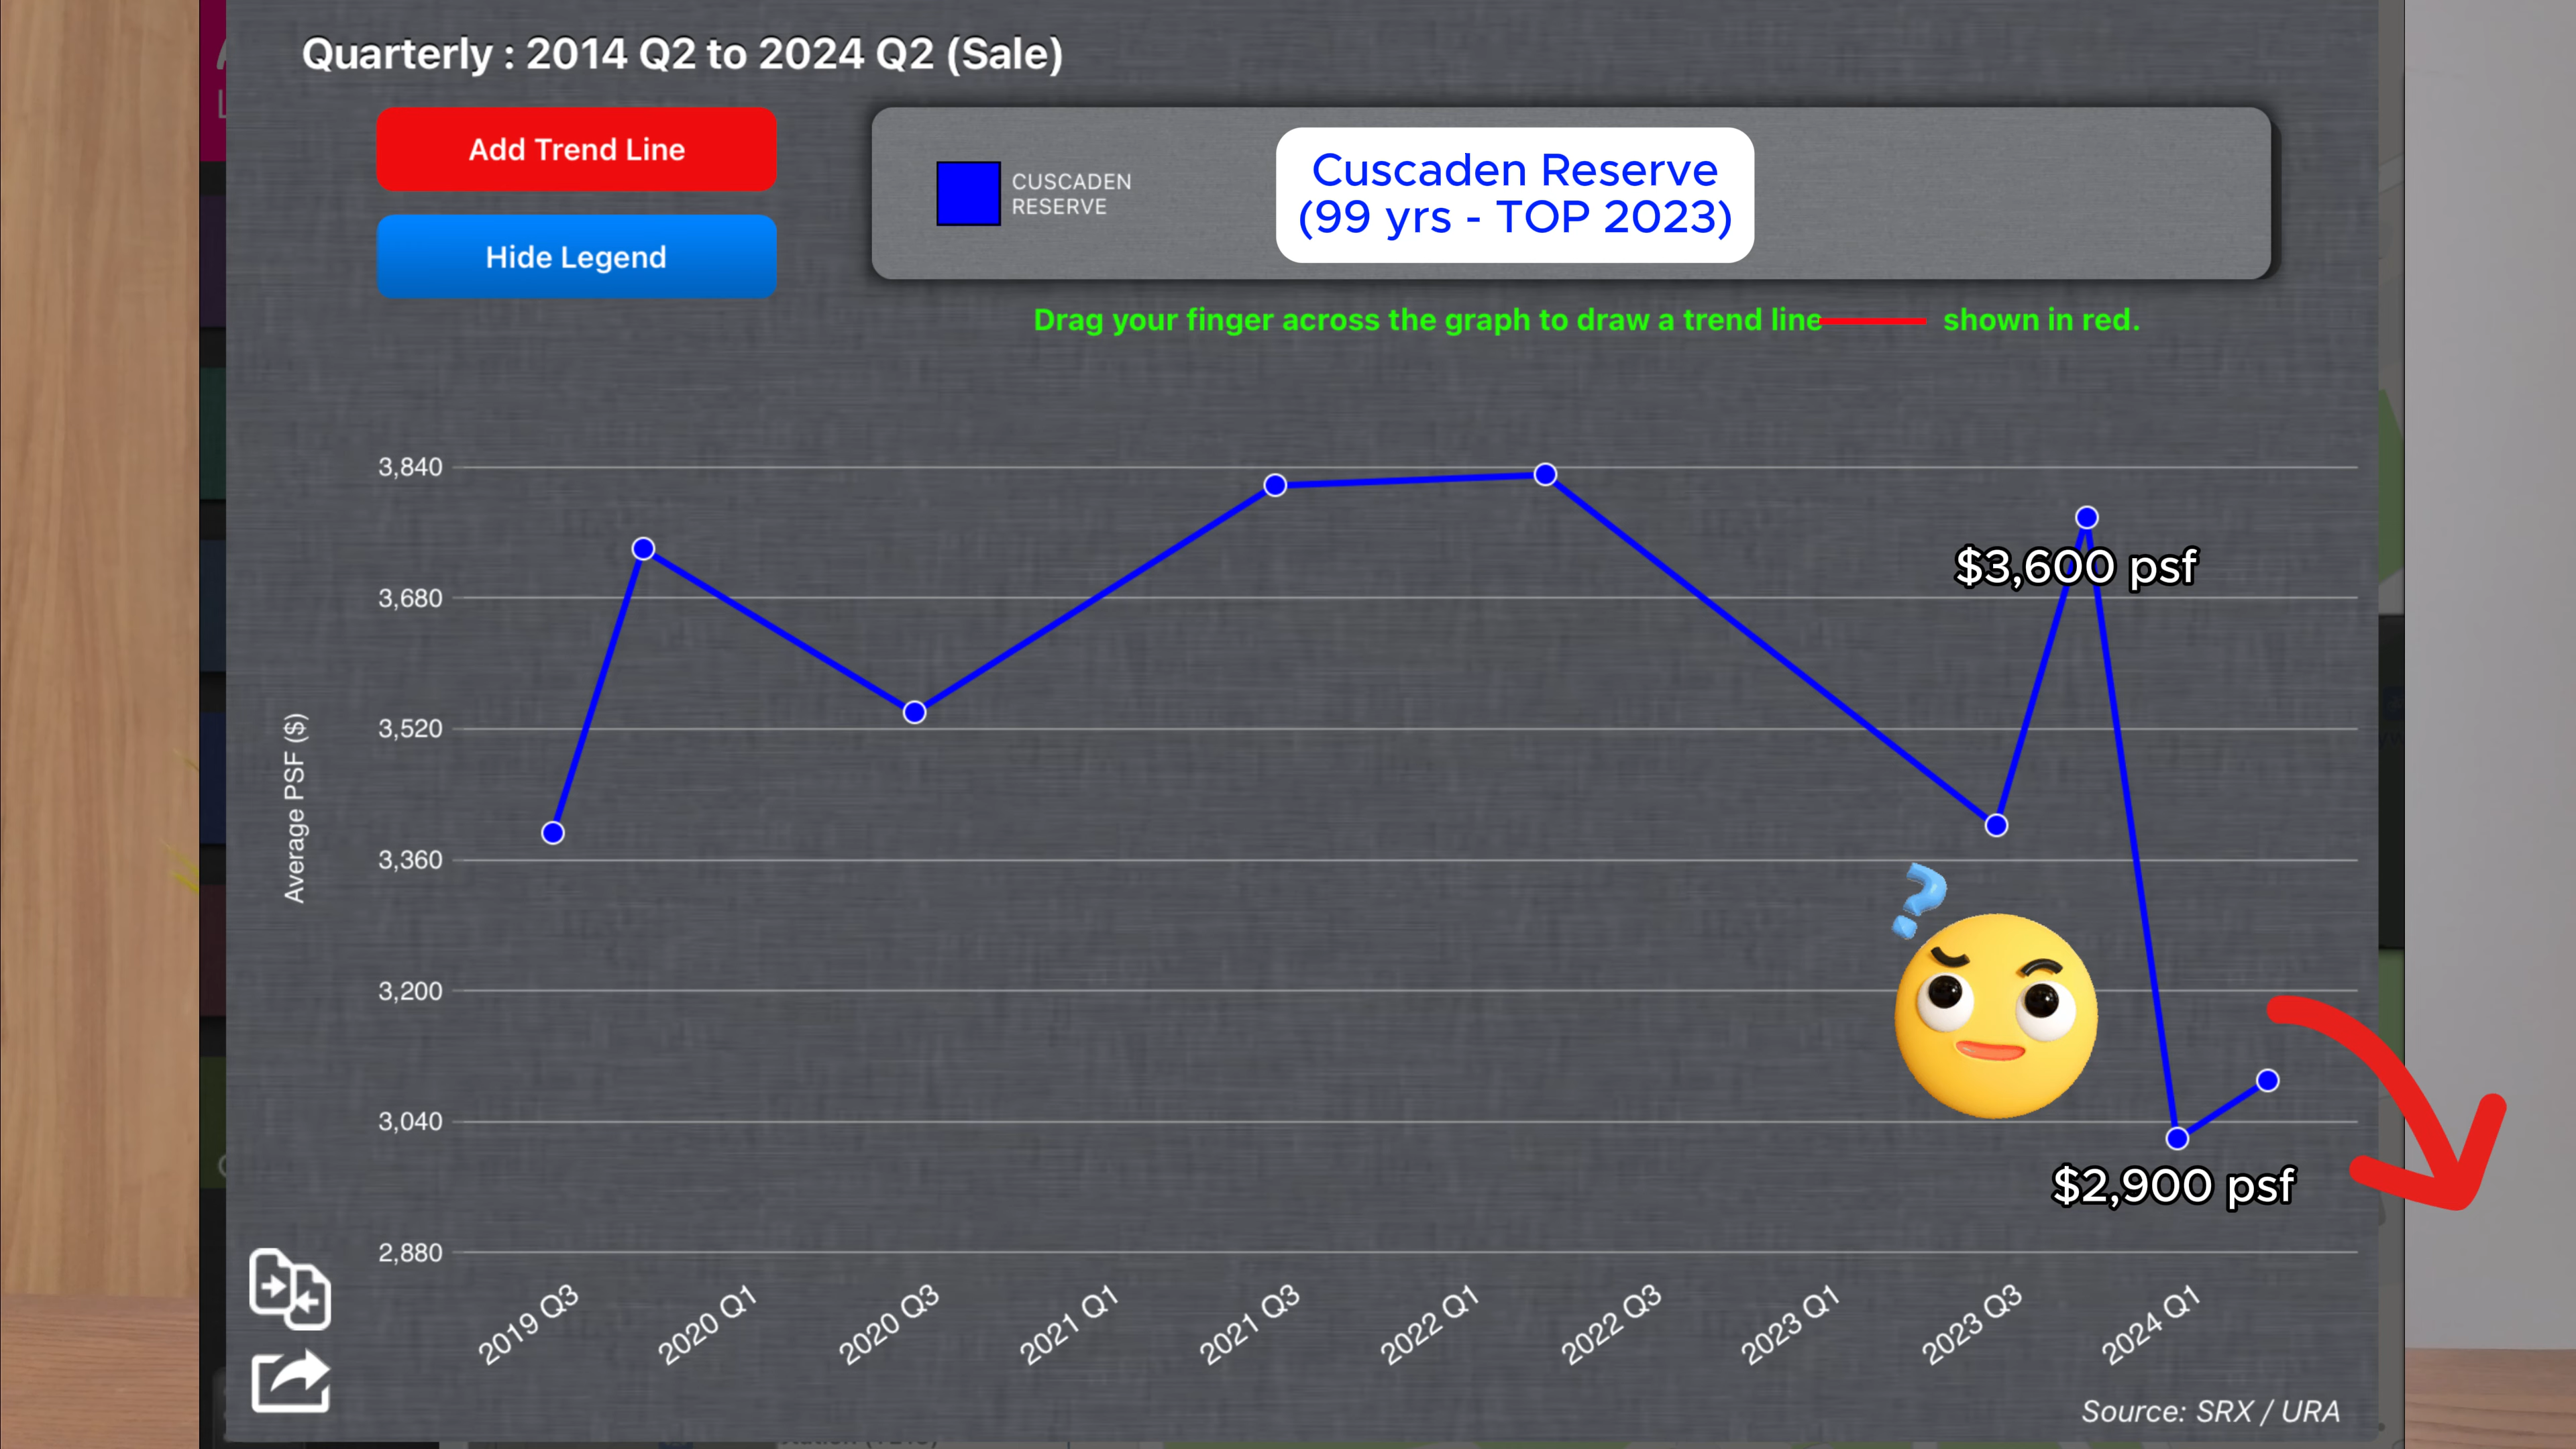 Quarterly : 2014 Q2 to 2024 Q2 (Sale)
Add Trend Line
Hide Legend
CUSCADEN
RESERVE
Cuscaden Reserve
(99 yrs - TOP 2023)
Drag your finger across the graph to draw a trend line shown in red.
Average PSF ($)
3,840
3,680
3,520
3,360
3,200
3,040
2,880
$3,600 psf
$2,900 psf
2019 Q3
2020 Q1
2020 Q3
2021 Q1
2021 Q3
2022 Q1
2022 Q3
2023 Q1
2023 Q3
2024 Q1
Source: SRX / URA